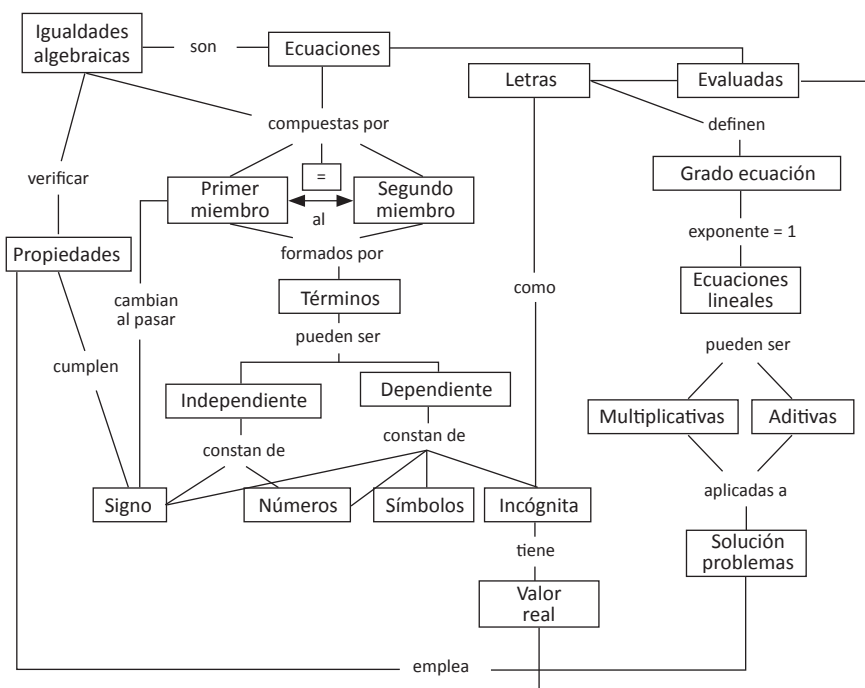 Igualdades
algebraicas
son
Ecuaciones
Letras
Evaluadas
compuestas por
definen
verificar
Primer
miembro
=
al
Segundo
miembro
Grado ecuación
Propiedades
formados por
exponente = 1
cambian
al pasar
Términos
como
Ecuaciones
lineales
pueden ser
pueden ser
cumplen
Independiente
Dependiente
Multiplicativas
Aditivas
constan de
constan de
Signo
Números
Símbolos
Incógnita
aplicadas a
tiene
Solución
problemas
Valor
real
emplea